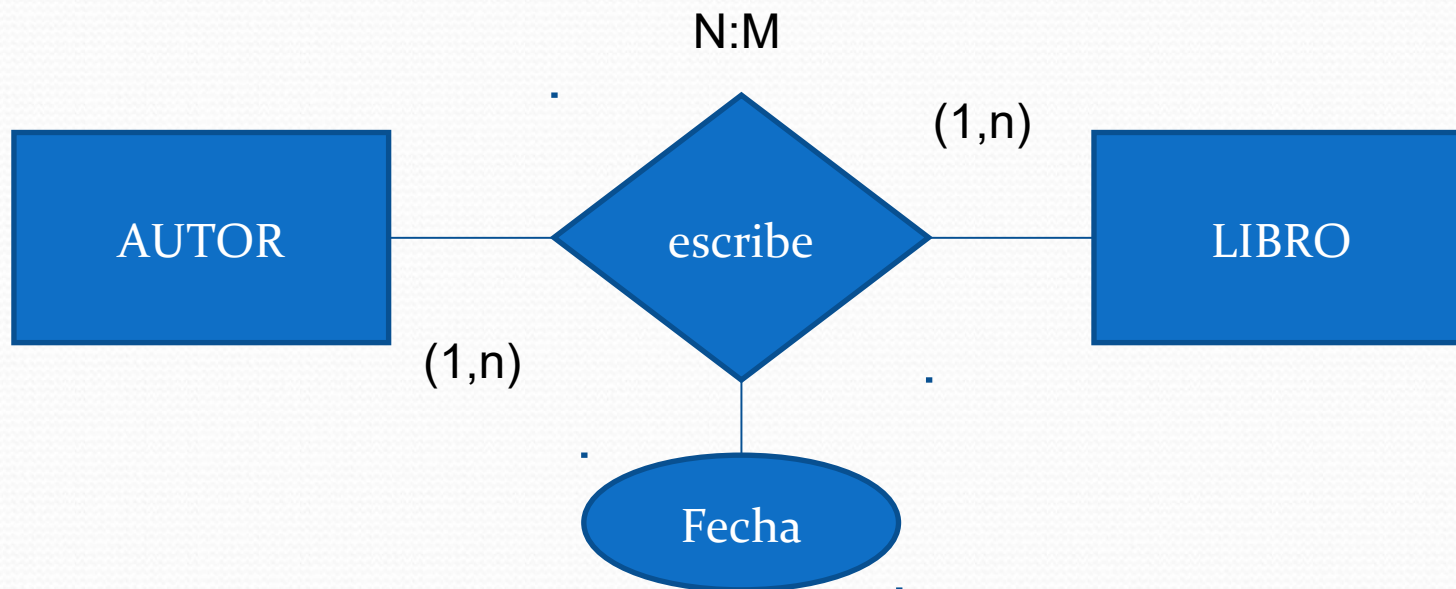 N:M
(1,n)
AUTOR
escribe
LIBRO
(1,n)
Fecha